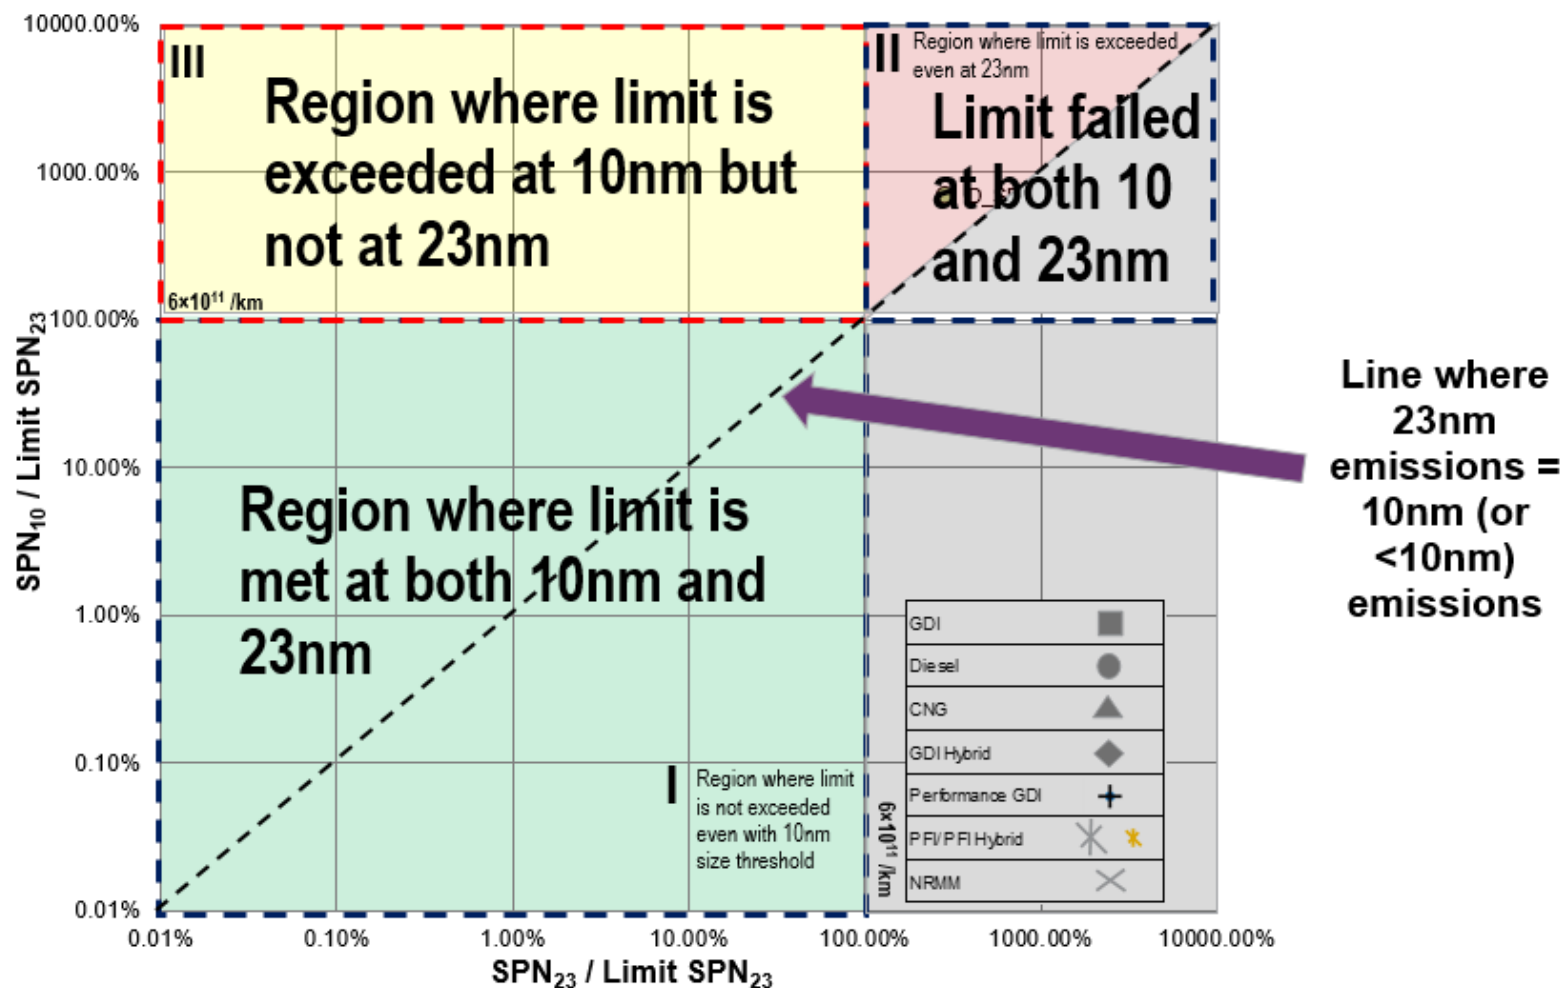 10000.00%
1000.00%
100.00%
10.00%
1.00%
0.10%
0.01%
SPN₁₀ / Limit SPN₂₃
III
Region where limit is
exceeded at 10nm but
not at 23nm
6×10¹¹ /km
II
Region where limit is exceeded
even at 23nm
Limit failed
at both 10
and 23nm
Region where limit is
met at both 10nm and
23nm
I
Region where limit
is not exceeded
even with 10nm
size threshold
6×10¹¹ /km
GDI
Diesel
CNG
GDI Hybrid
Performance GDI
PFI/PFI Hybrid
NRMM
Line where
23nm
emissions =
10nm (or
<10nm)
emissions
0.01%
0.10%
1.00%
10.00%
100.00%
1000.00%
10000.00%
SPN₂₃ / Limit SPN₂₃